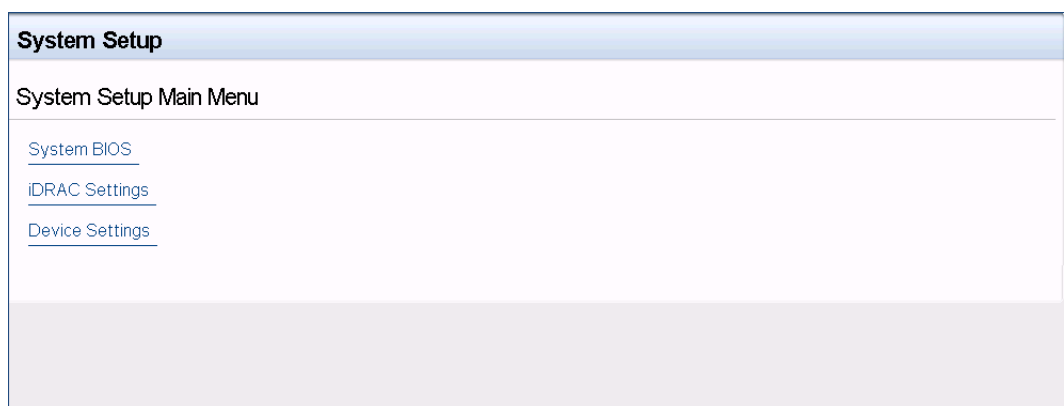 System Setup
System Setup Main Menu
System BIOS
iDRAC Settings
Device Settings